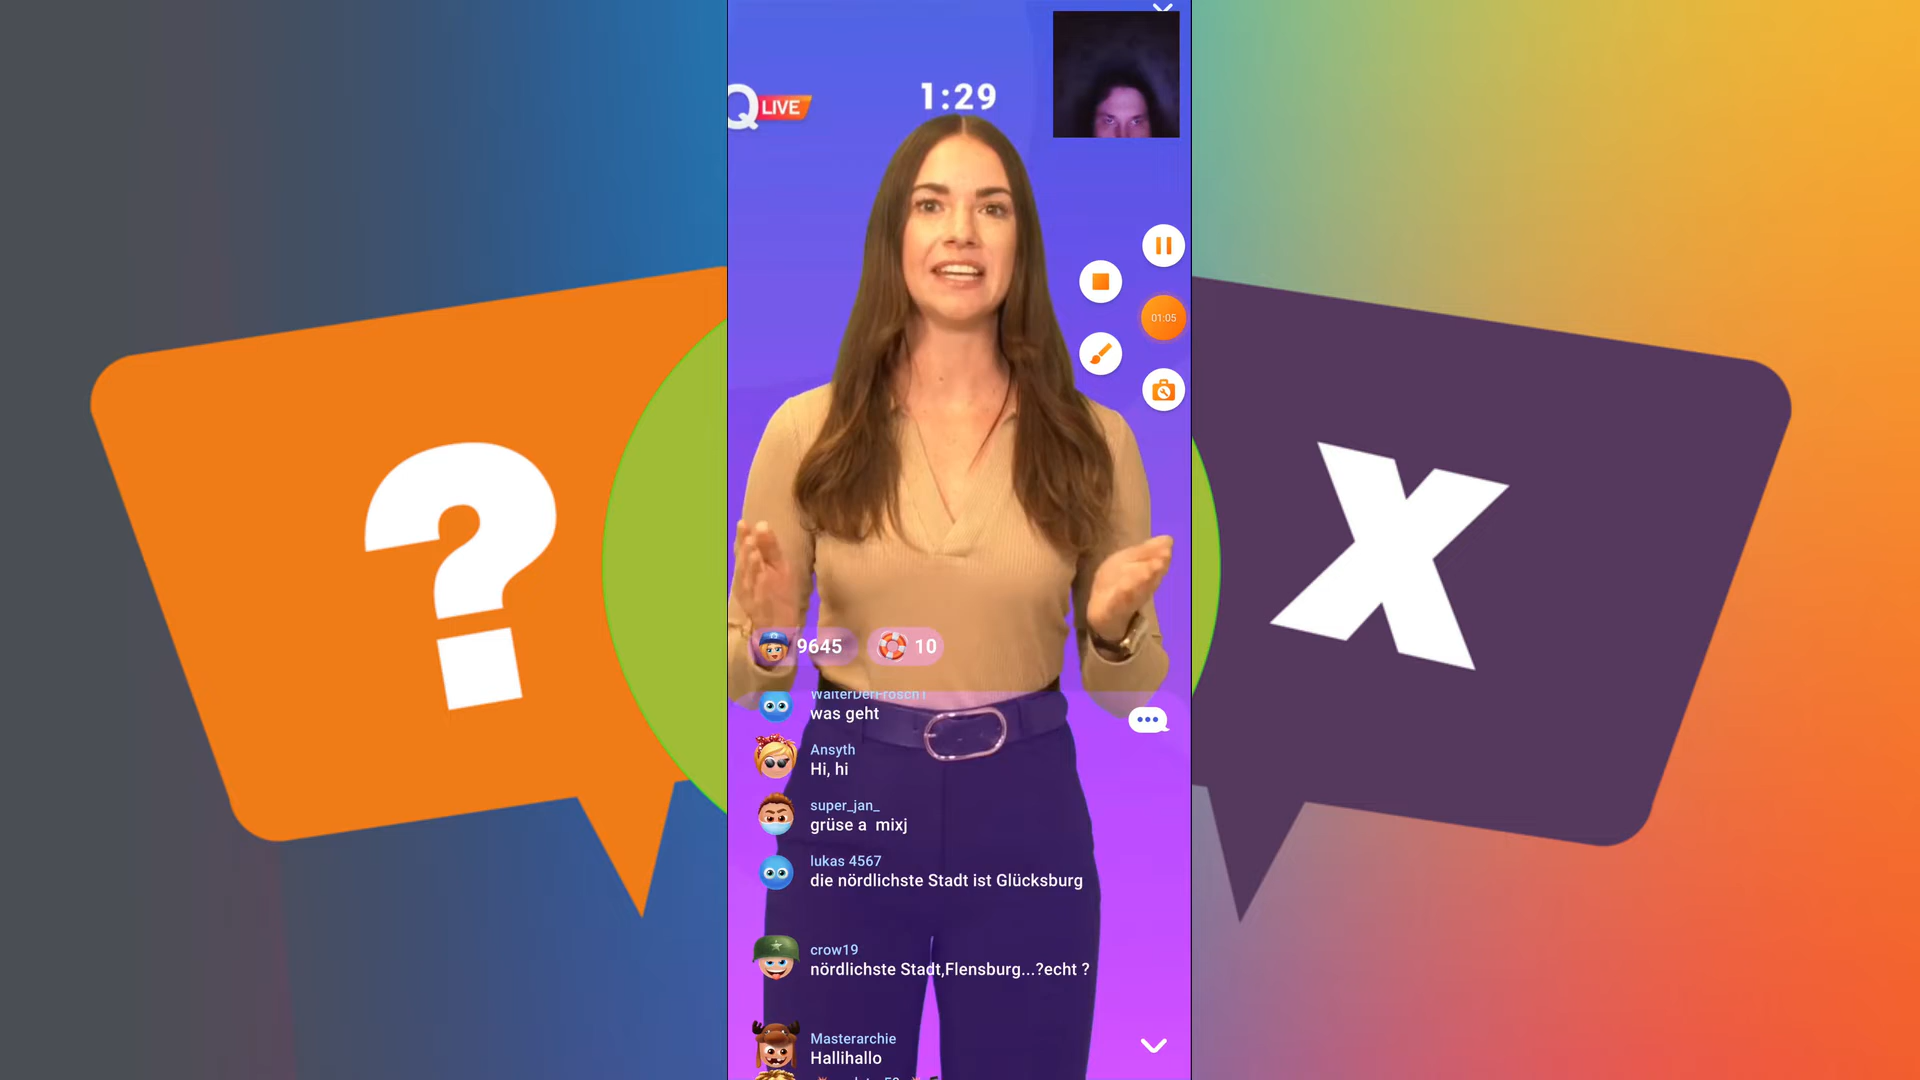 1:29
Q LIVE
01:05
?
X
9645
10
WalterDerFrosch1
was geht
Ansyth
Hi, hi
super_jan_
grüse a mixj
lukas 4567
die nördlichste Stadt ist Glücksburg
crow19
nördlichste Stadt,Flensburg...?echt ?
Masterarchie
Hallihallo